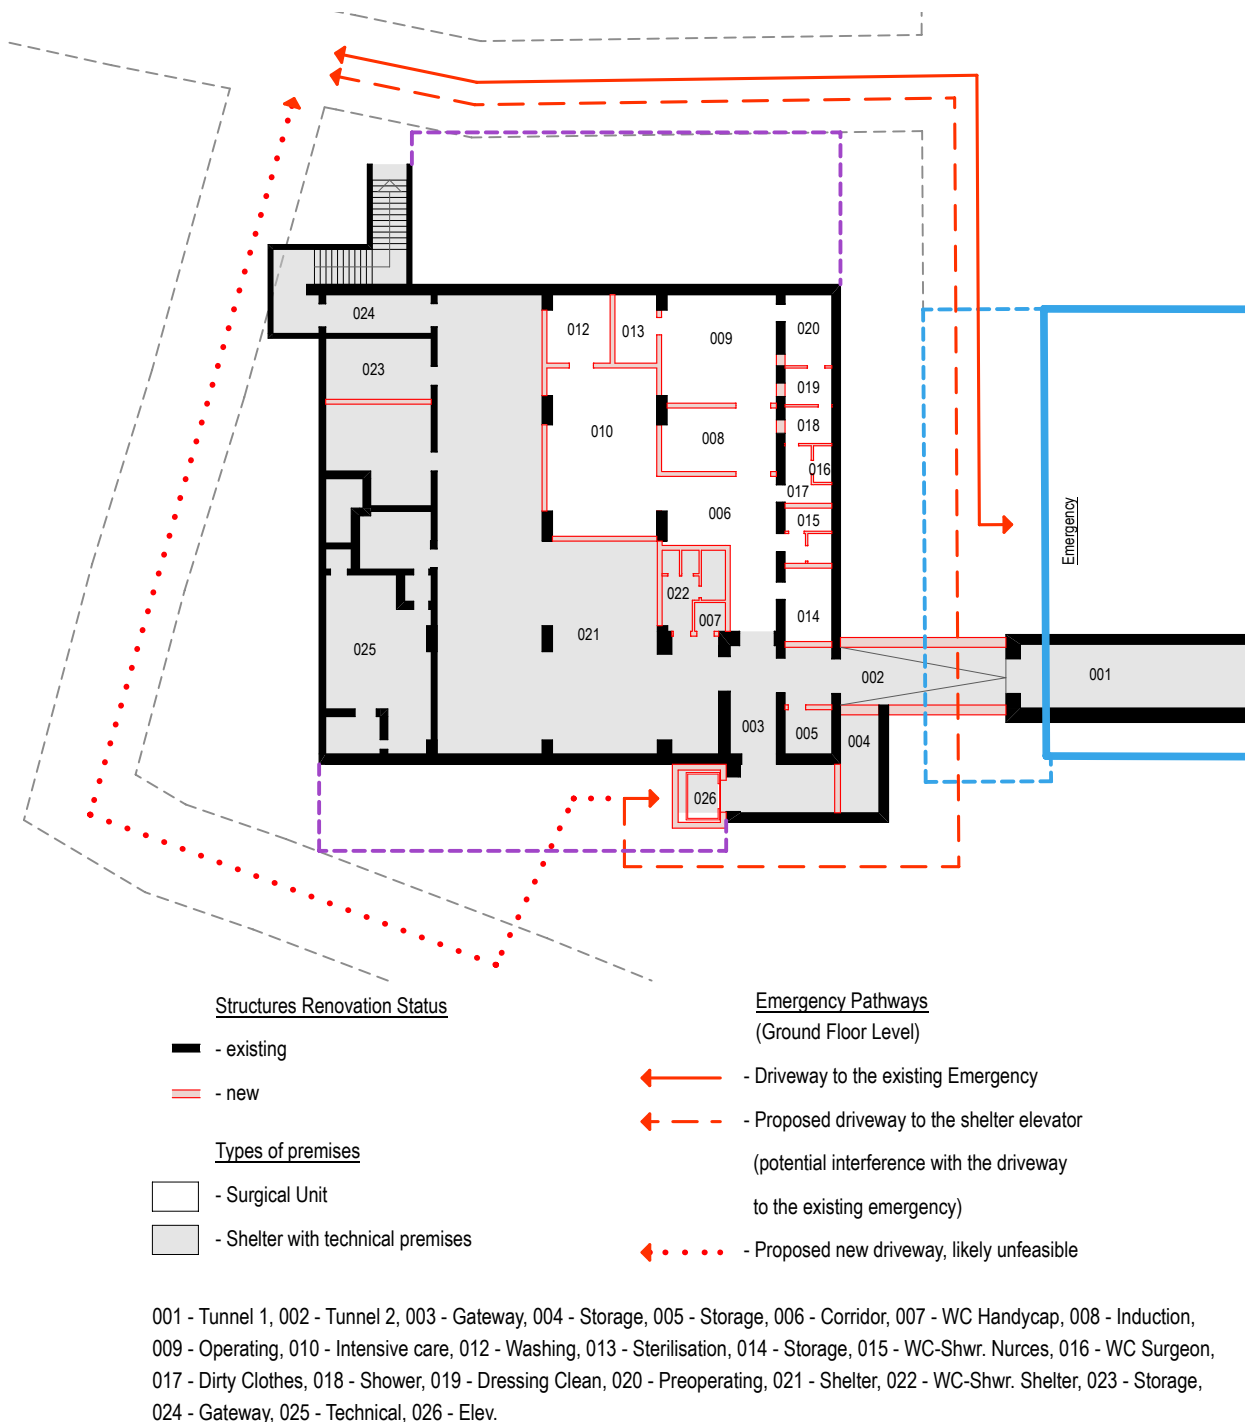 024
012
013
009
020
023
019
018
010
008
016
017
006
015
Emergency
022
007
014
021
025
002
001
003
005
004
026
Structures Renovation Status
- existing
- new
Types of premises
- Surgical Unit
- Shelter with technical premises
Emergency Pathways
(Ground Floor Level)
- Driveway to the existing Emergency
- Proposed driveway to the shelter elevator
(potential interference with the driveway
to the existing emergency)
- Proposed new driveway, likely unfeasible
001 - Tunnel 1, 002 - Tunnel 2, 003 - Gateway, 004 - Storage, 005 - Storage, 006 - Corridor, 007 - WC Handycap, 008 - Induction,
009 - Operating, 010 - Intensive care, 012 - Washing, 013 - Sterilisation, 014 - Storage, 015 - WC-Shwr. Nurces, 016 - WC Surgeon,
017 - Dirty Clothes, 018 - Shower, 019 - Dressing Clean, 020 - Preoperating, 021 - Shelter, 022 - WC-Shwr. Shelter, 023 - Storage,
024 - Gateway, 025 - Technical, 026 - Elev.